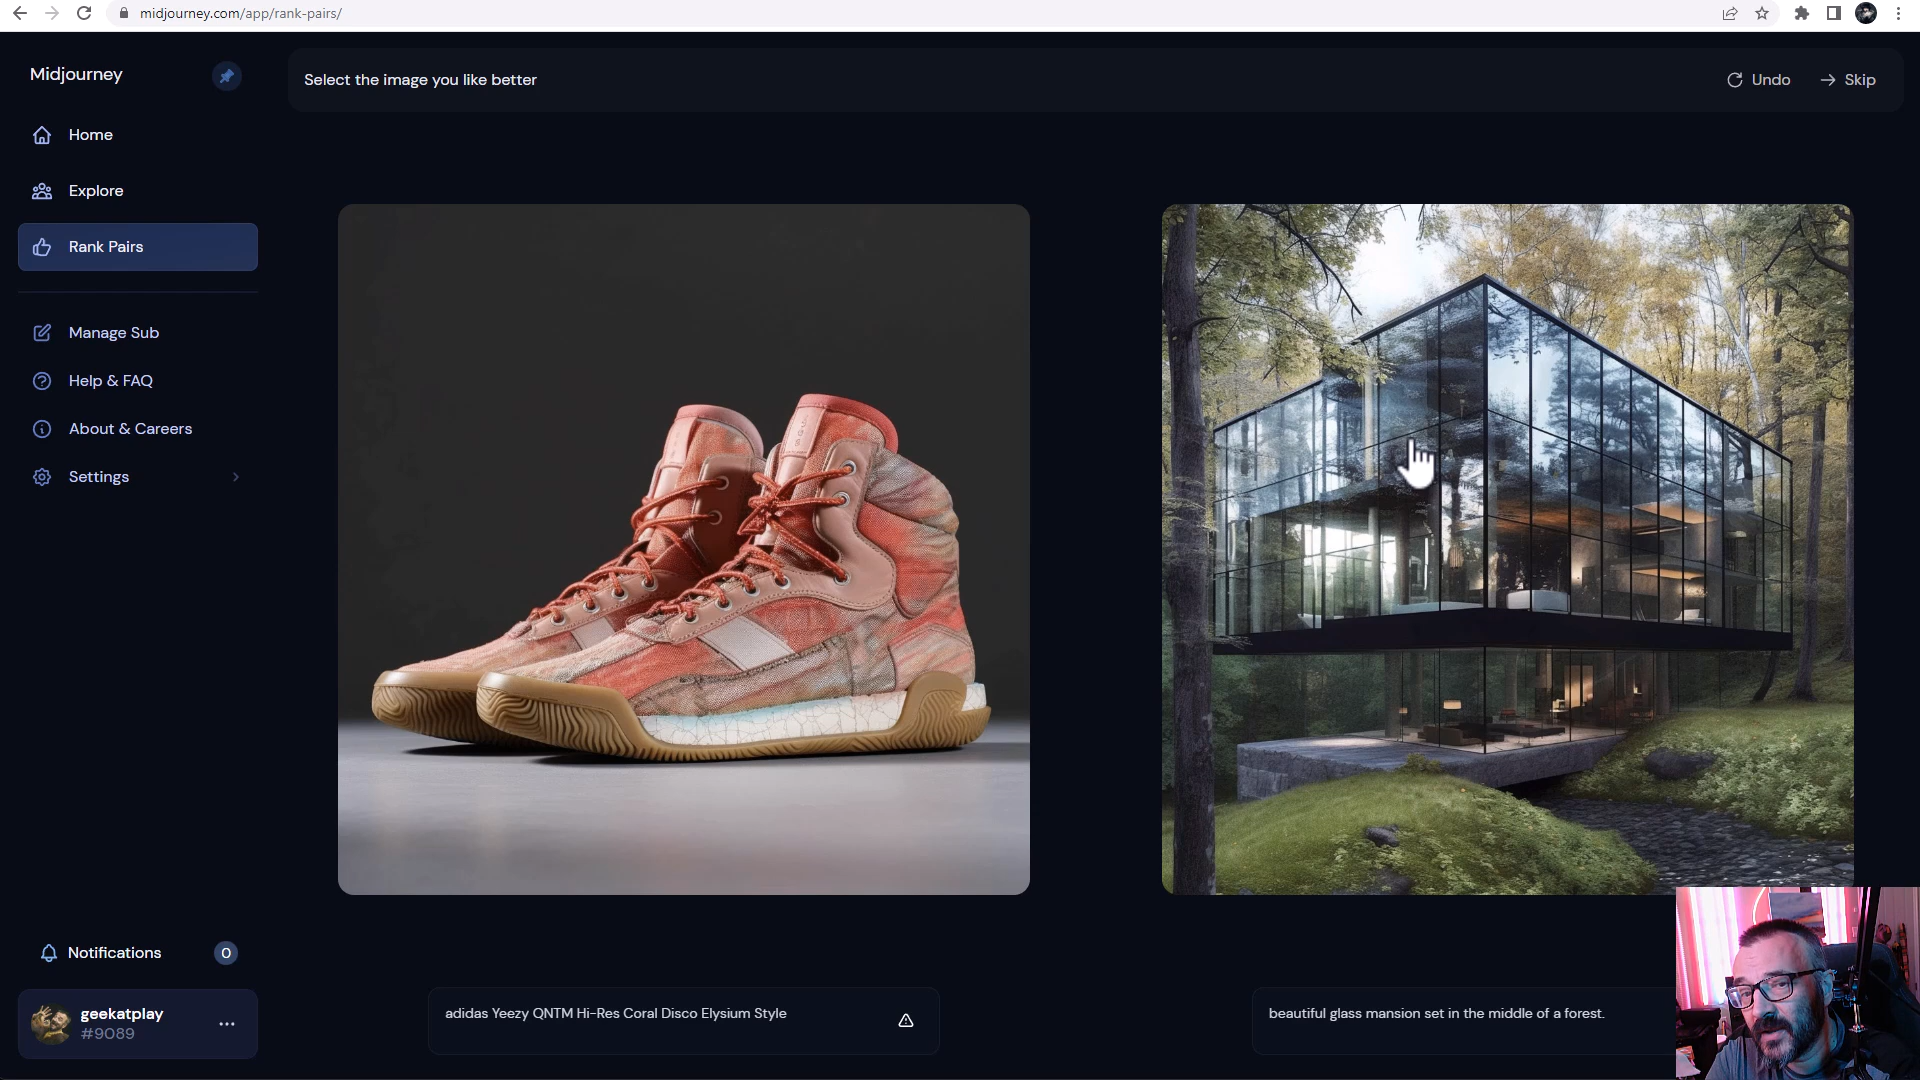 midjourney.com/app/rank-pairs/
Midjourney
Select the image you like better
Undo
Skip
Home
Explore
Rank Pairs
Manage Sub
Help & FAQ
About & Careers
Settings
Notifications
0
geekatplay
#9089
adidas Yeezy QNTM Hi-Res Coral Disco Elysium Style
beautiful glass mansion set in the middle of a forest.